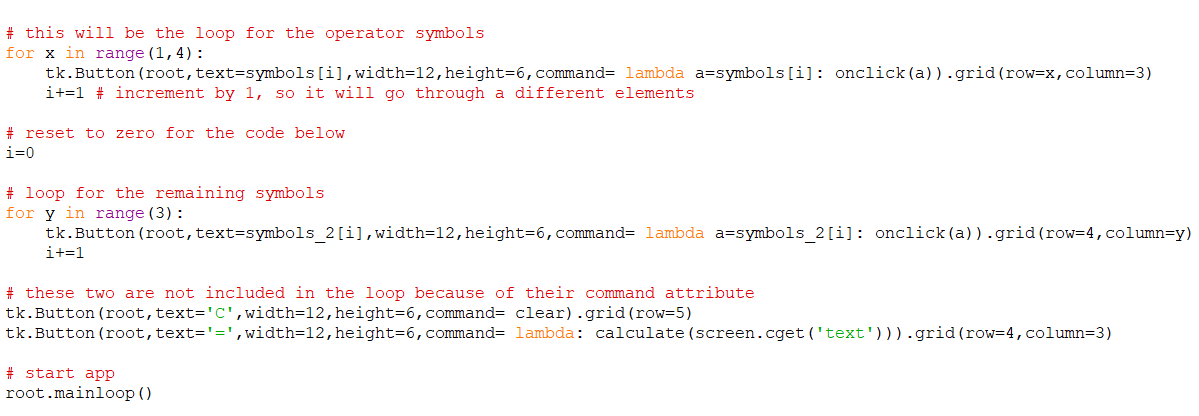 # this will be the loop for the operator symbols
for x in range(1,4):
    tk.Button(root,text=symbols[i],width=12,height=6,command= lambda a=symbols[i]: onclick(a)).grid(row=x,column=3)
    i+=1 # increment by 1, so it will go through a different elements

# reset to zero for the code below
i=0

# loop for the remaining symbols
for y in range(3):
    tk.Button(root,text=symbols_2[i],width=12,height=6,command= lambda a=symbols_2[i]: onclick(a)).grid(row=4,column=y)
    i+=1

# these two are not included in the loop because of their command attribute
tk.Button(root,text='C',width=12,height=6,command= clear).grid(row=5)
tk.Button(root,text='=',width=12,height=6,command= lambda: calculate(screen.cget('text'))).grid(row=4,column=3)

# start app
root.mainloop()